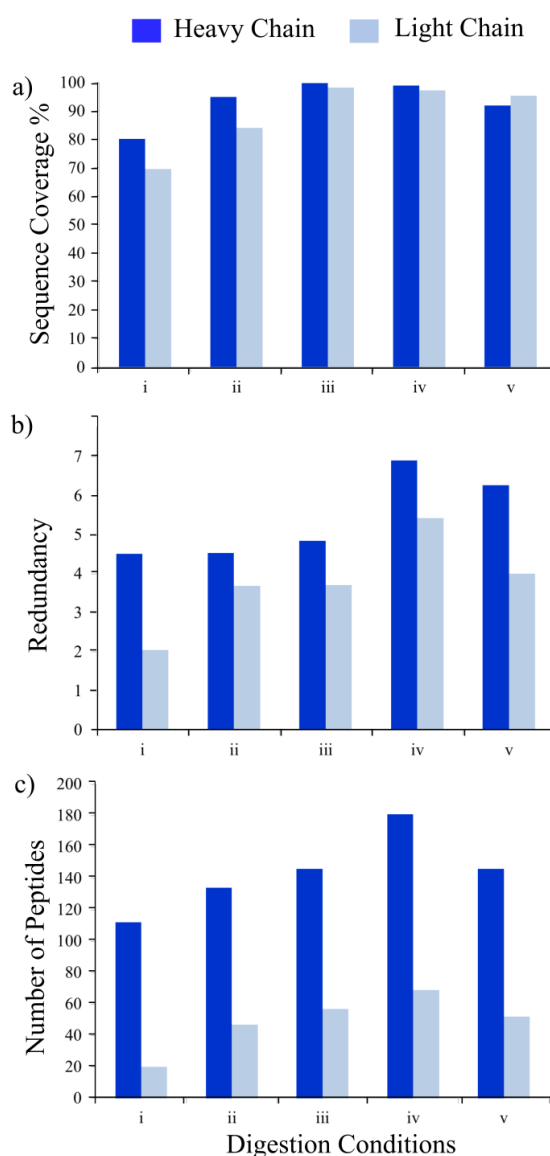 Heavy Chain Light Chain
a)
Sequence Coverage %
100
90
80
70
60
50
40
30
20
10
0
i ii iii iv v
b)
Redundancy
7
6
5
4
3
2
1
0
i ii iii iv v
c)
Number of Peptides
200
180
160
140
120
100
80
60
40
20
0
i ii iii iv v
Digestion Conditions